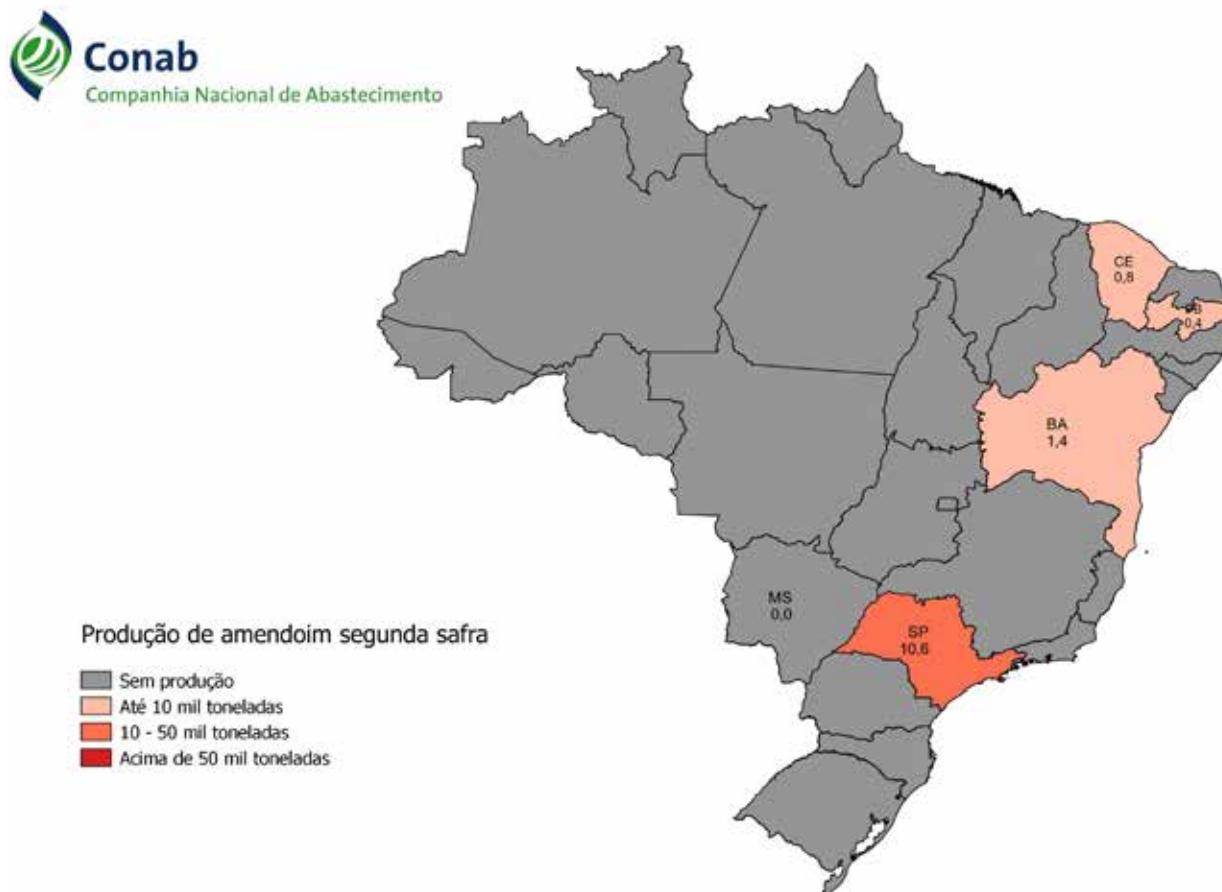 Conab
Companhia Nacional de Abastecimento
CE
0,8
PB
0,4
BA
1,4
MS
0,0
SP
10,6
Produção de amendoim segunda safra
Sem produção
Até 10 mil toneladas
10 - 50 mil toneladas
Acima de 50 mil toneladas